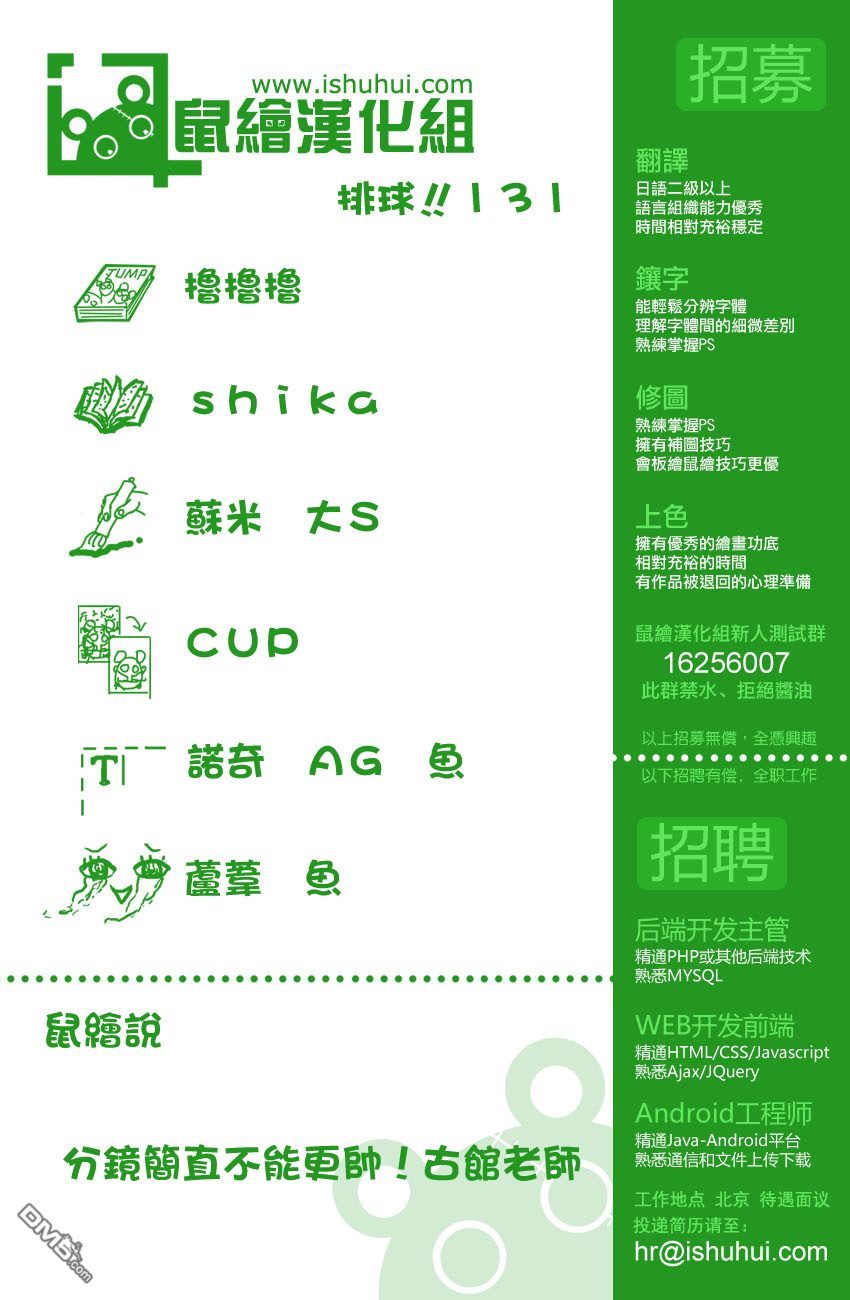 www.ishuhui.com
鼠繪漢化組
排球!!131
JUMP
擼擼擼
shika
蘇米 大S
CUP
T
諾奇 AG 魚
蘆葦 魚
鼠繪說
分鏡簡直不能更帥！古館老師
DM5.com
招募
翻譯
日語二級以上
語言組織能力優秀
時間相對充裕穩定
鑲字
能輕鬆分辨字體
理解字體間的細微差別
熟練掌握PS
修圖
熟練掌握PS
擁有補圖技巧
會板繪鼠繪技巧更優
上色
擁有優秀的繪畫功底
相對充裕的時間
有作品被退回的心理準備
鼠繪漢化組新人測試群
16256007
此群禁水、拒絕醬油
以上招募無償，全憑興趣
以下招聘有偿，全职工作
招聘
后端开发主管
精通PHP或其他后端技术
熟悉MYSQL
WEB开发前端
精通HTML/CSS/Javascript
熟悉Ajax/JQuery
Android工程师
精通Java-Android平台
熟悉通信和文件上传下载
工作地点 北京 待遇面议
投递简历请至：
hr@ishuhui.com